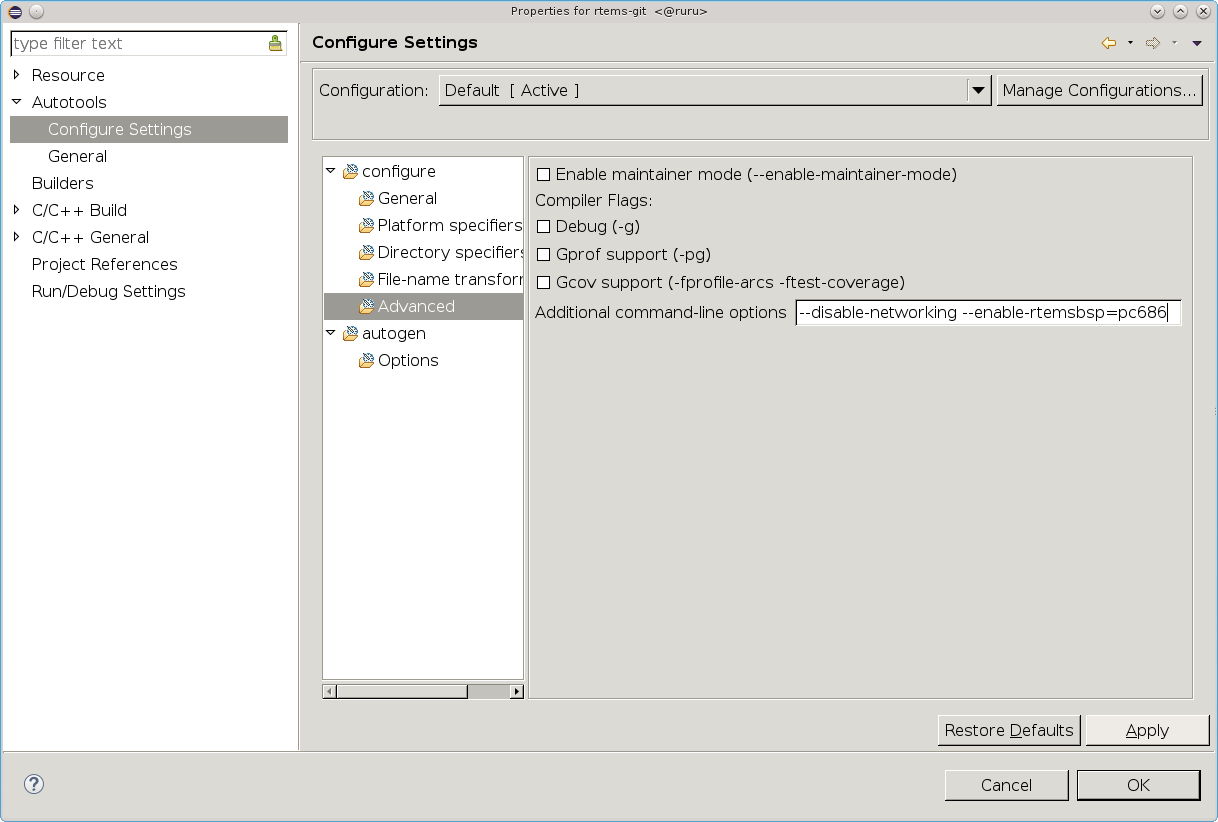 Properties for rtems-git <@ruru>
type filter text
Resource
Autotools
Configure Settings
General
Builders
C/C++ Build
C/C++ General
Project References
Run/Debug Settings
Configure Settings
Configuration:
Default [ Active ]
Manage Configurations...
configure
General
Platform specifiers
Directory specifiers
File-name transforr
Advanced
autogen
Options
Enable maintainer mode (--enable-maintainer-mode)
Compiler Flags:
Debug (-g)
Gprof support (-pg)
Gcov support (-fprofile-arcs -ftest-coverage)
Additional command-line options
--disable-networking --enable-rtemsbsp=pc686
Restore Defaults
Apply
?
Cancel
OK